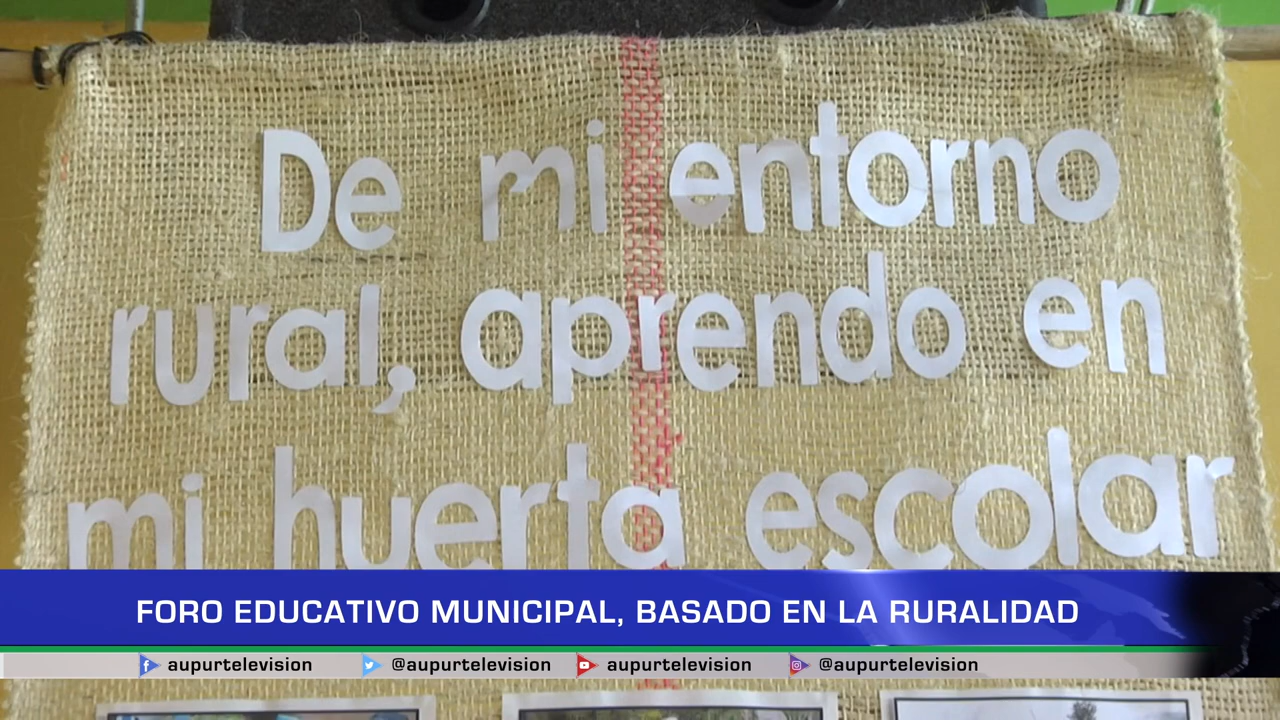 De mi entorno
rural, aprendo en
mi huerta escolar
FORO EDUCATIVO MUNICIPAL, BASADO EN LA RURALIDAD
aupurtelevision @aupurtelevision aupurtelevision @aupurtelevision